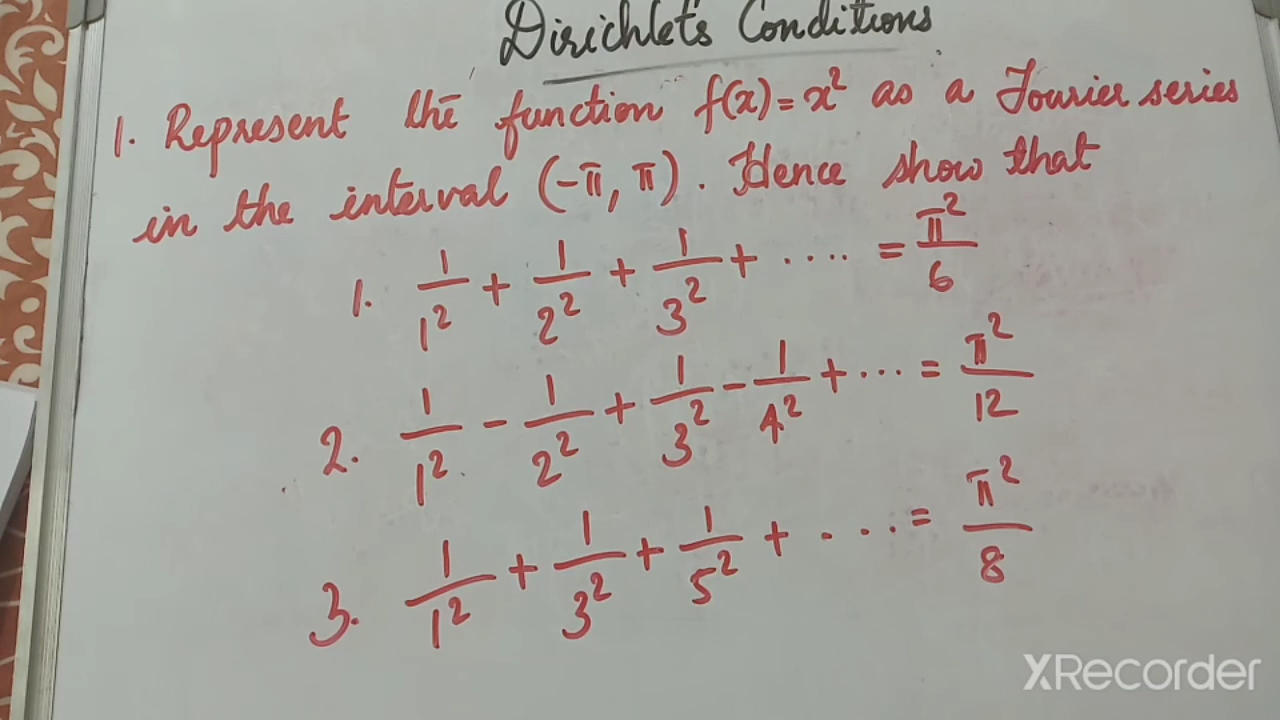 Dirichlet's Conditions
1. Represent the function f(x)=x² as a Fourier series
in the interval (-π, π). Hence show that
1. 1/1² + 1/2² + 1/3² + ···· = π²/6
2. 1/1² - 1/2² + 1/3² - 1/4² + ··· = π²/12
3. 1/1² + 1/3² + 1/5² + ···· = π²/8
XRecorder